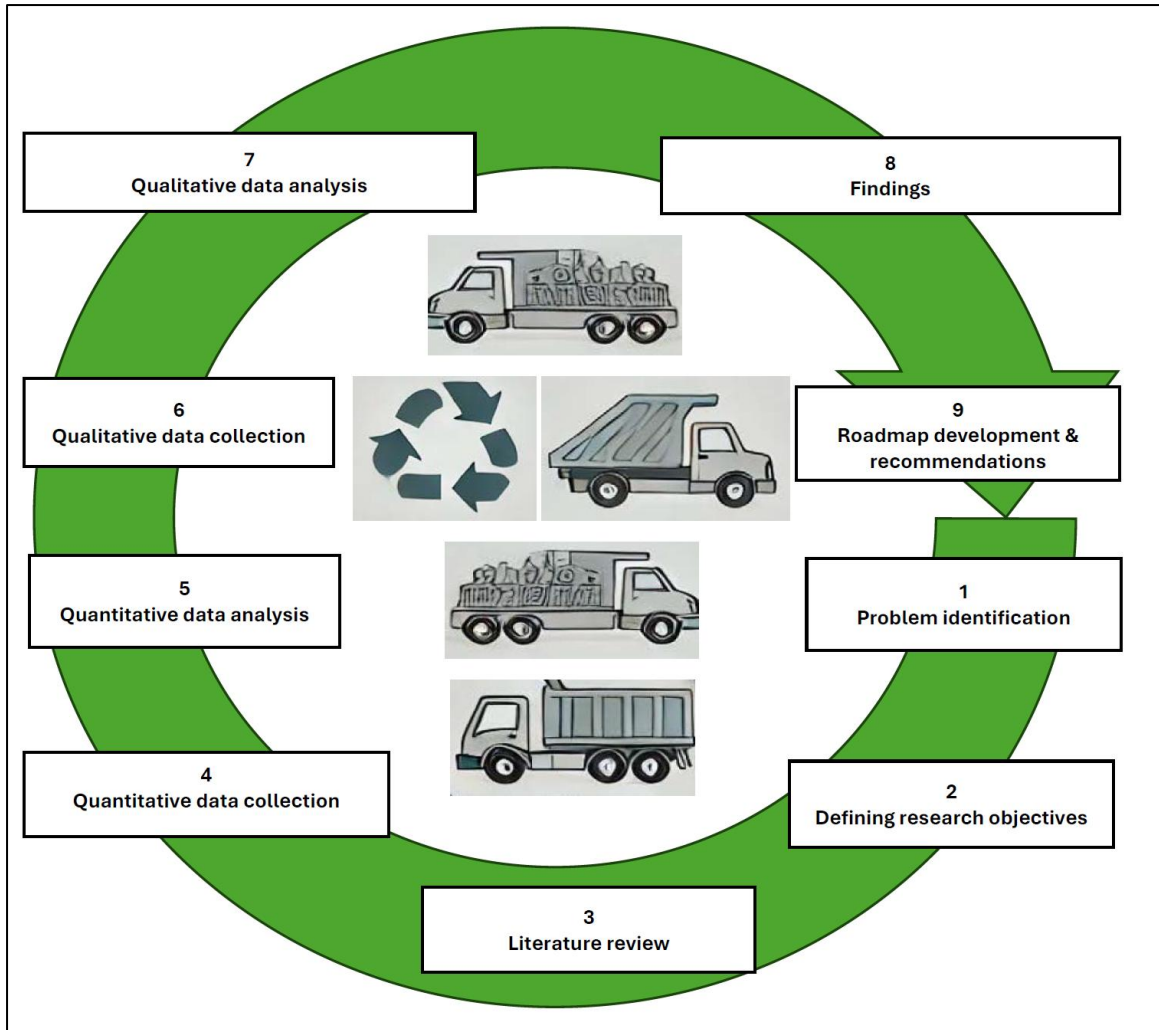 7
Qualitative data analysis
8
Findings
6
Qualitative data collection
9
Roadmap development &
recommendations
5
Quantitative data analysis
1
Problem identification
4
Quantitative data collection
2
Defining research objectives
3
Literature review